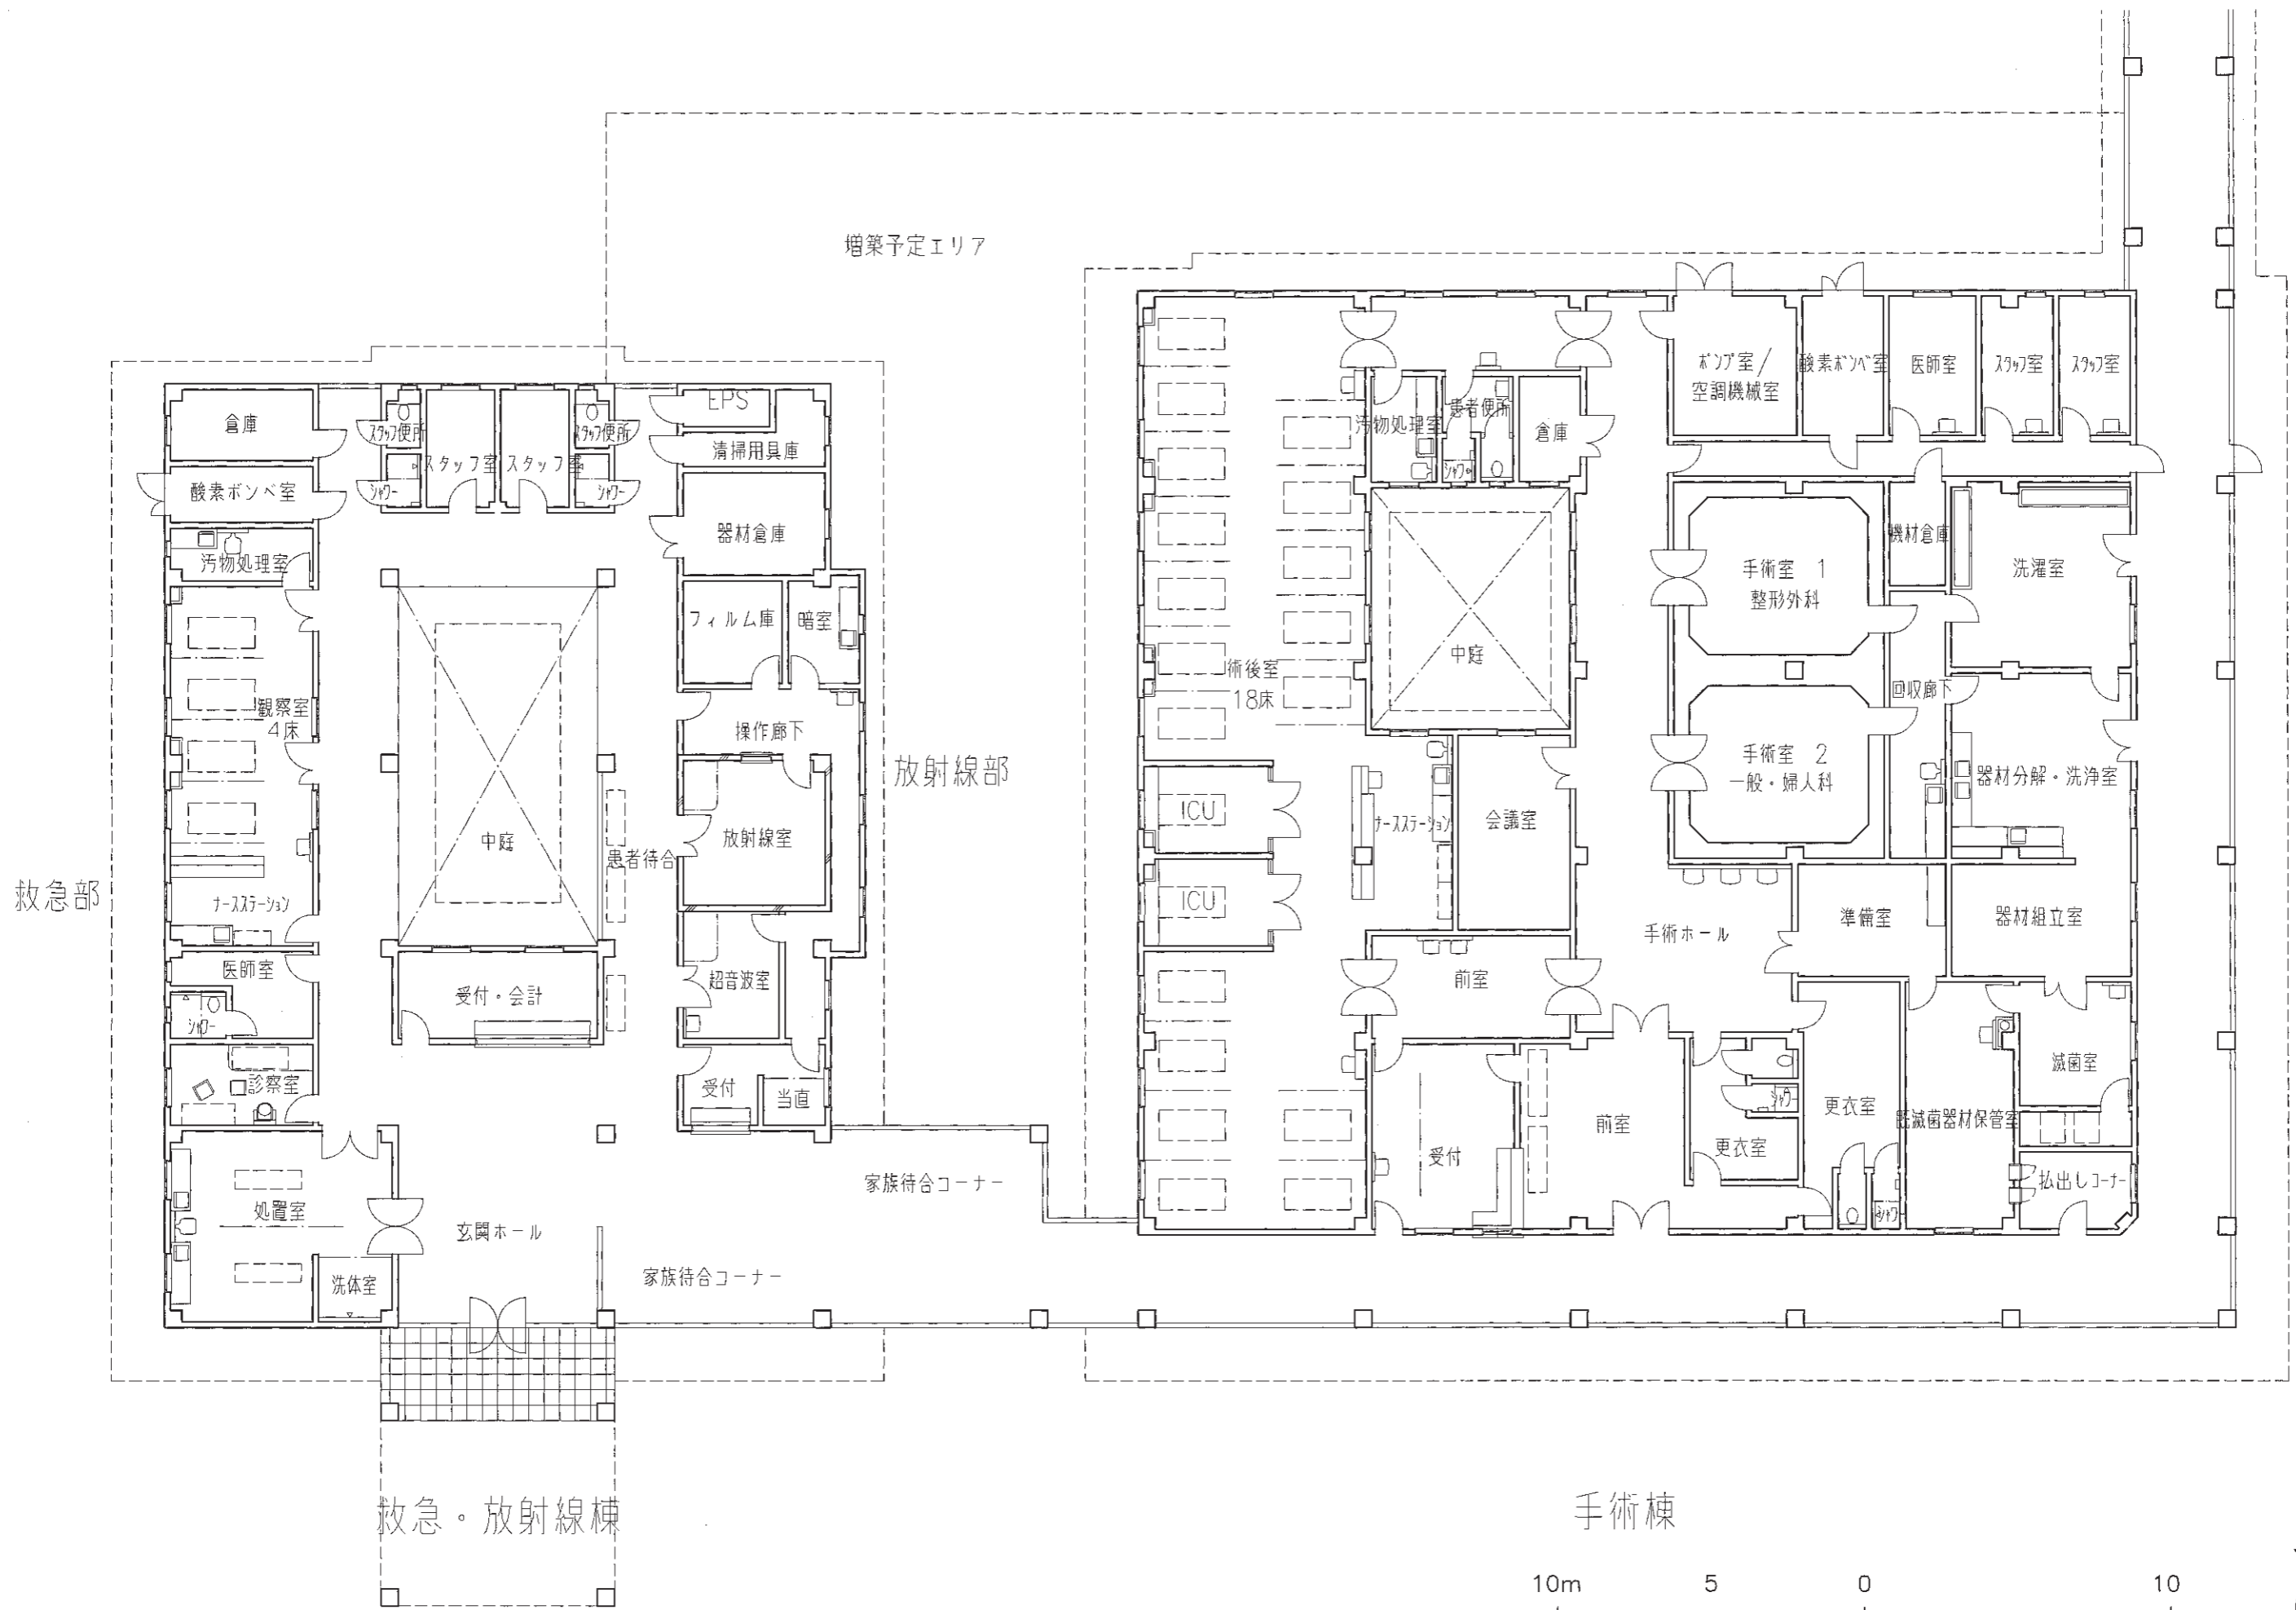 増築予定エリア
倉庫
酸素ボンベ室
汚物処理室
スタッフ便所
シャワー
スタッフ室
スタッフ室
スタッフ便所
シャワー
EPS
清掃用具庫
器材倉庫
フィルム庫
暗室
操作廊下
放射線部
放射線室
観察室
4床
中庭
患者待合
救急部
ナースステーション
医師室
シャワー
受付・会計
超音波室
診察室
受付
当直
処置室
洗体室
玄関ホール
家族待合コーナー
家族待合コーナー
救急・放射線棟
汚物処理室
患者便所
シャワー
倉庫
ポンプ室/
空調機械室
酸素ボンベ室
医師室
スタッフ室
スタッフ室
術後室
18床
中庭
手術室 1
整形外科
機材倉庫
洗濯室
回収廊下
手術室 2
一般・婦人科
器材分解・洗浄室
ICU
ICU
ナースステーション
会議室
手術ホール
準備室
器材組立室
前室
受付
前室
シャワー
更衣室
更衣室
シャワー
既滅菌器材保管室
滅菌室
払出しコーナー
手術棟
10m 5 0 10